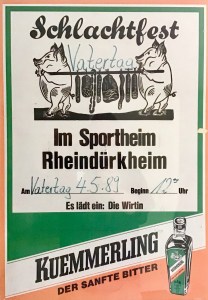 Schlachtfest
Vatertag
Im Sportheim
Rheindürkheim
Am Vatertag 4.5.89 Beginn 12⁰⁰ Uhr
Es lädt ein: Die Wirtin
KUEMMERLING
DER SANFTE BITTER